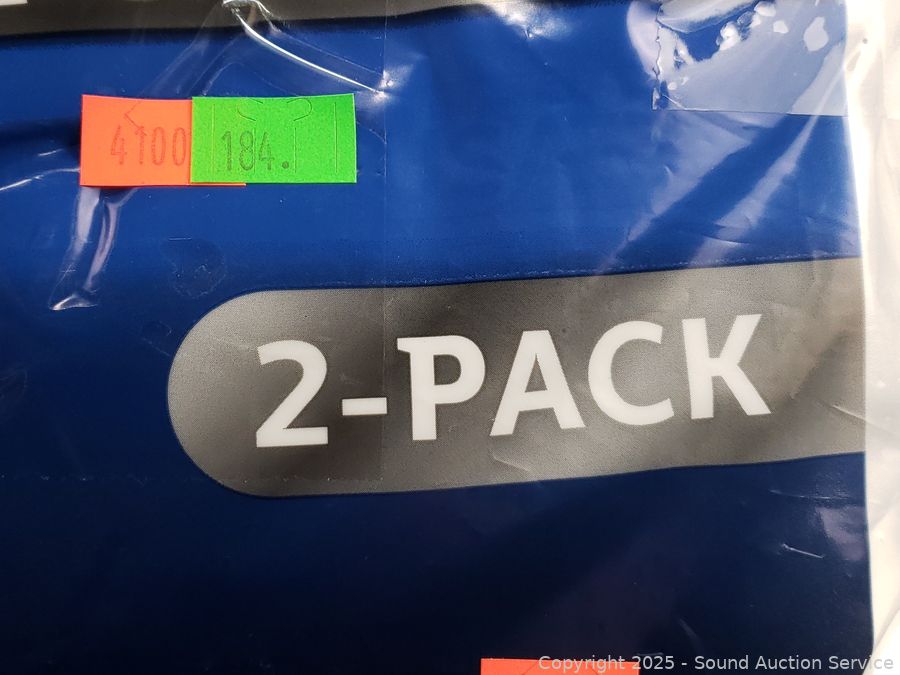 4100 184.
2-PACK
Copyright 2025 - Sound Auction Service